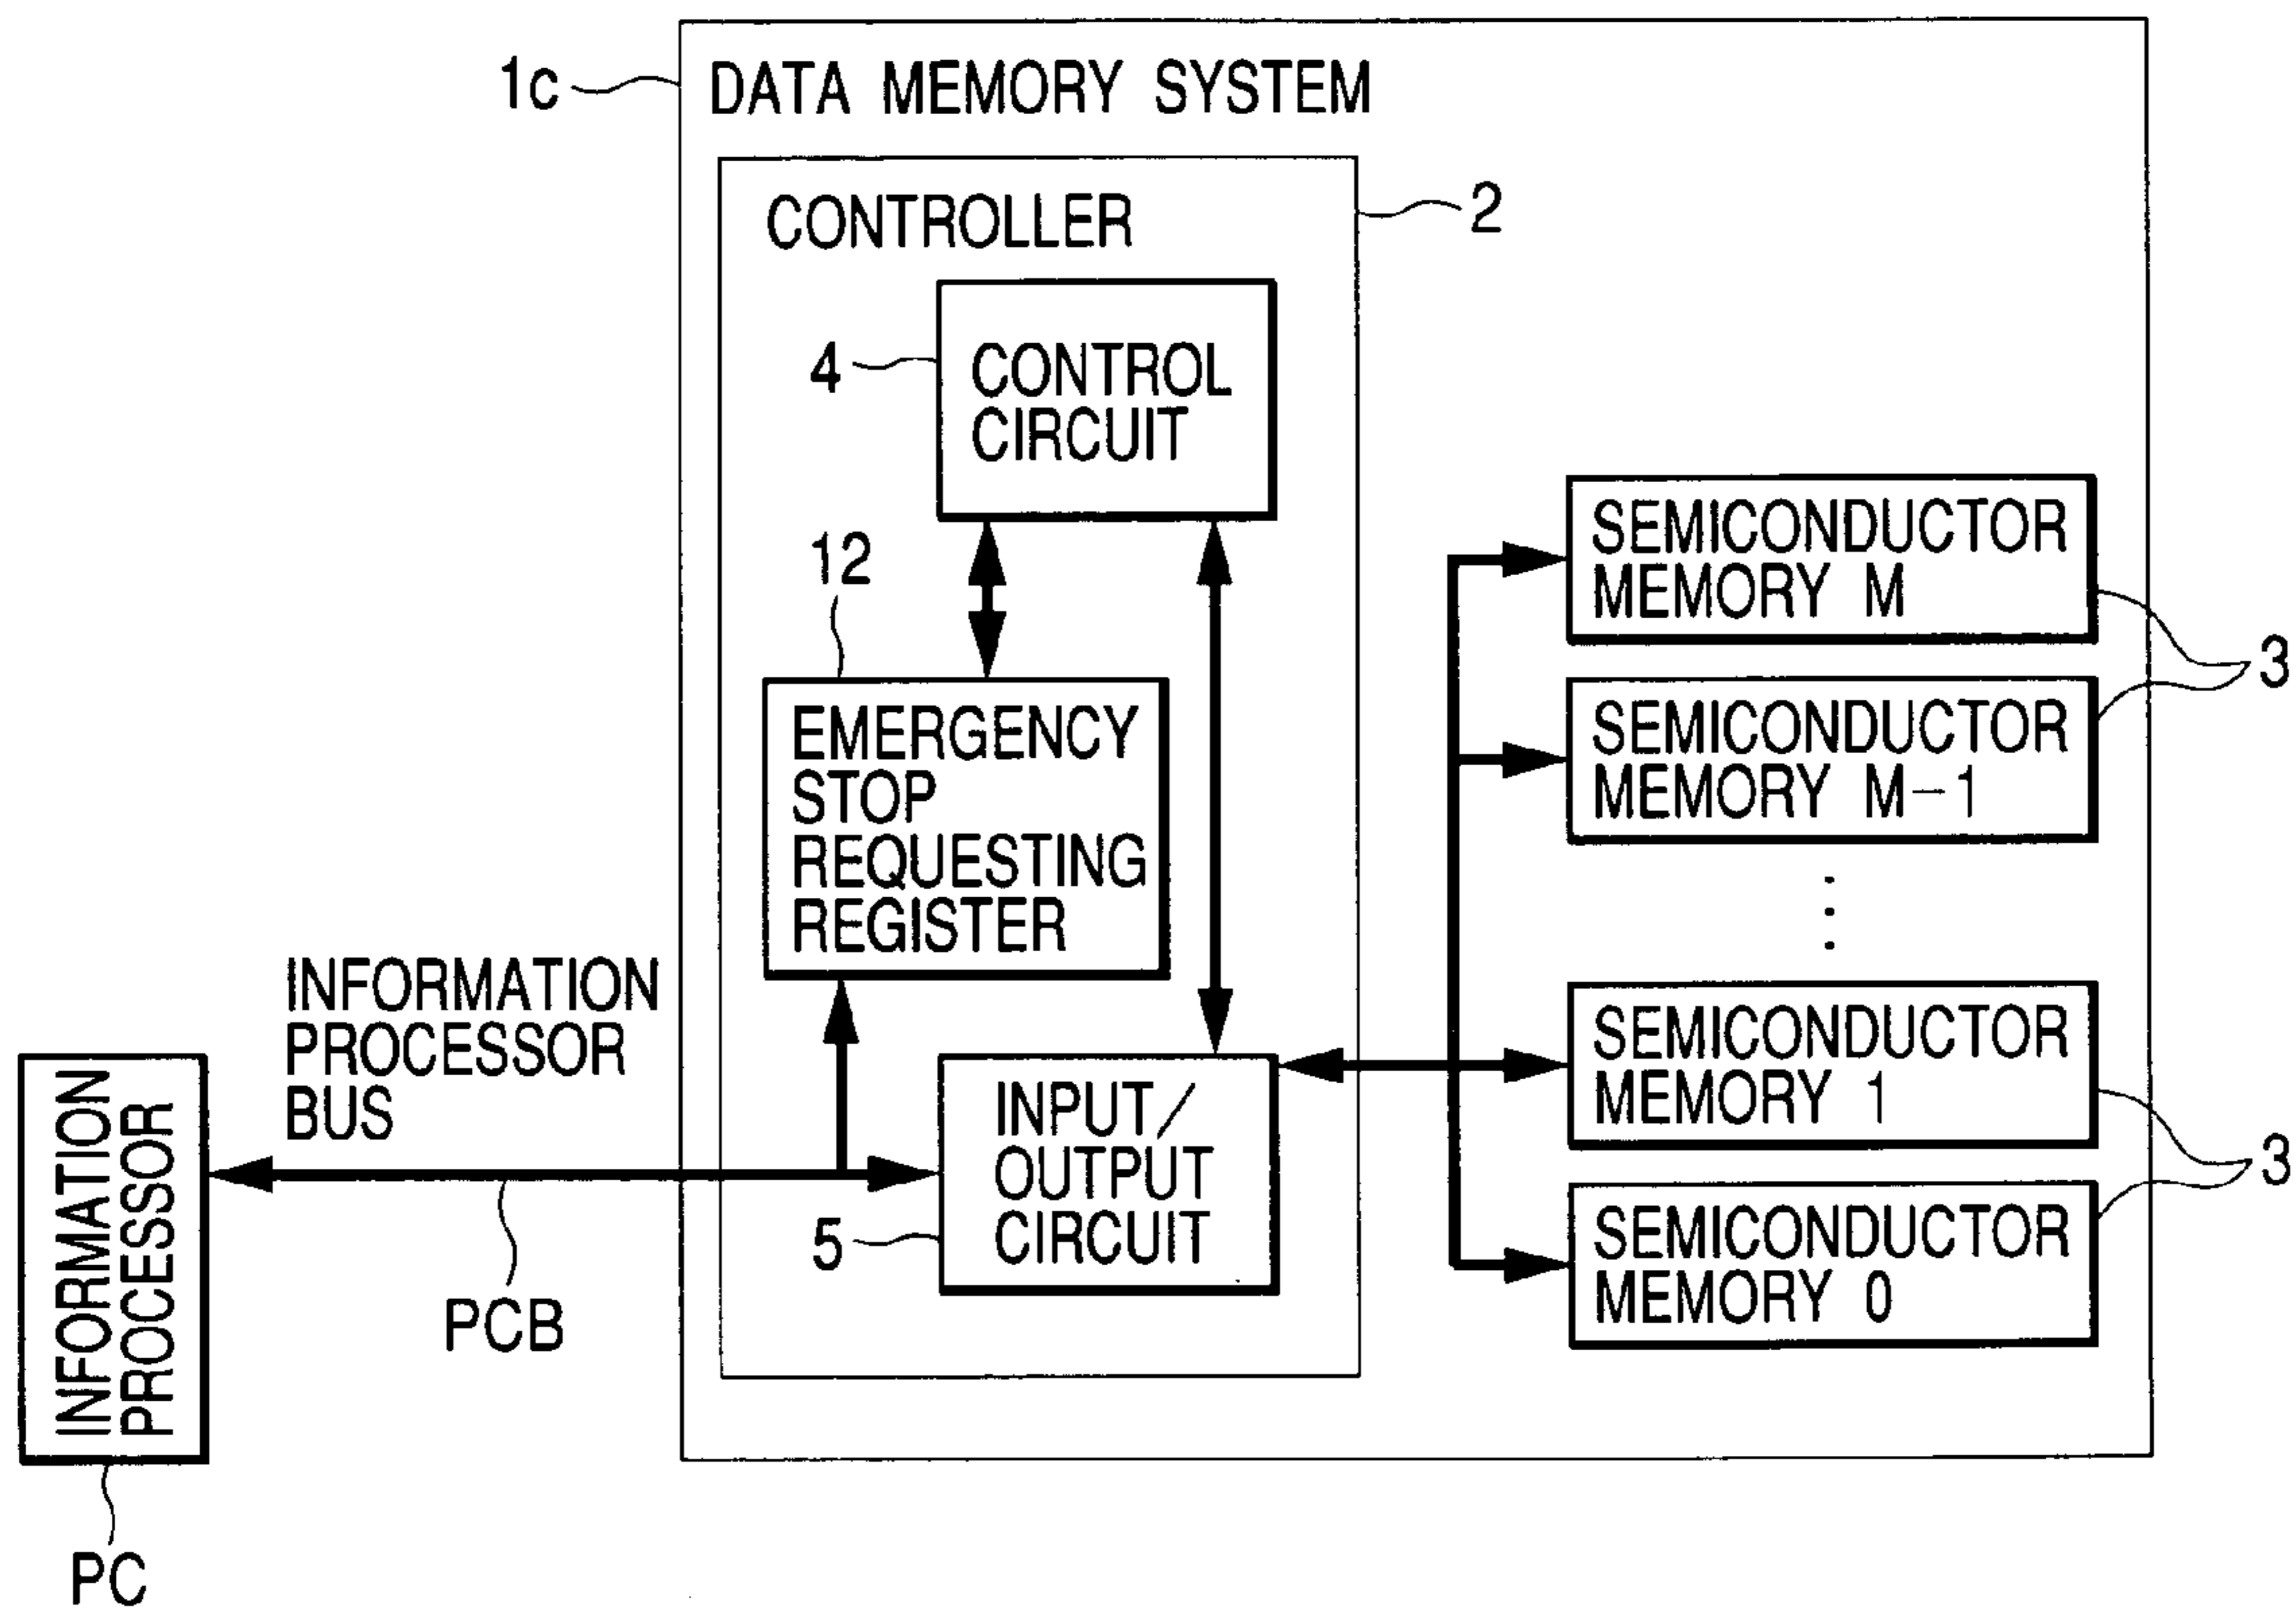 1c
DATA MEMORY SYSTEM
CONTROLLER
2
4
CONTROL
CIRCUIT
12
EMERGENCY
STOP
REQUESTING
REGISTER
SEMICONDUCTOR
MEMORY M
3
SEMICONDUCTOR
MEMORY M-1
INFORMATION
PROCESSOR
BUS
INFORMATION
PROCESSOR
PC
PCB
INPUT/
OUTPUT
CIRCUIT
5
SEMICONDUCTOR
MEMORY 1
3
SEMICONDUCTOR
MEMORY 0